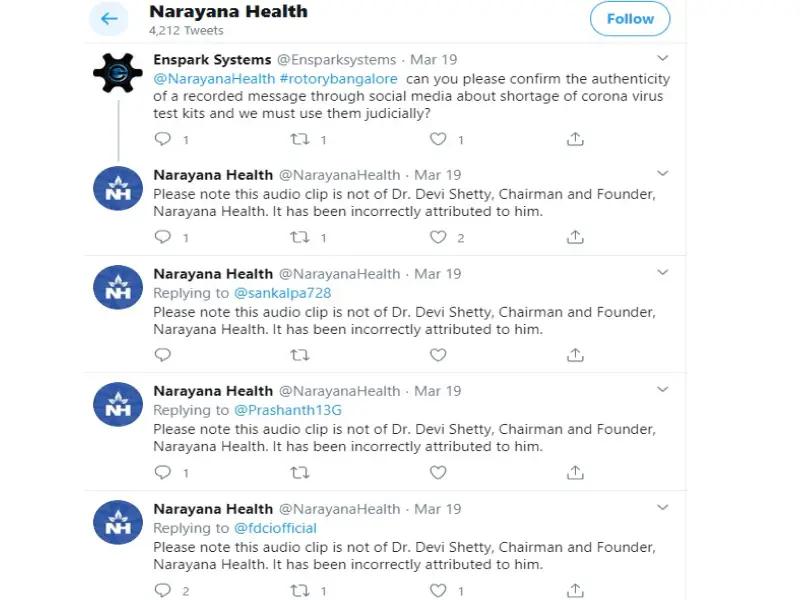 Narayana Health
4,212 Tweets
Follow
Enspark Systems @Ensparksystems · Mar 19
@NarayanaHealth #rotorybangalore can you please confirm the authenticity
of a recorded message through social media about shortage of corona virus
test kits and we must use them judicially?
1 1 1
NH
Narayana Health @NarayanaHealth · Mar 19
Please note this audio clip is not of Dr. Devi Shetty, Chairman and Founder,
Narayana Health. It has been incorrectly attributed to him.
1 1 2
NH
Narayana Health @NarayanaHealth · Mar 19
Replying to @sankalpa728
Please note this audio clip is not of Dr. Devi Shetty, Chairman and Founder,
Narayana Health. It has been incorrectly attributed to him.
NH
Narayana Health @NarayanaHealth · Mar 19
Replying to @Prashanth13G
Please note this audio clip is not of Dr. Devi Shetty, Chairman and Founder,
Narayana Health. It has been incorrectly attributed to him.
1
NH
Narayana Health @NarayanaHealth · Mar 19
Replying to @fdciofficial
Please note this audio clip is not of Dr. Devi Shetty, Chairman and Founder,
Narayana Health. It has been incorrectly attributed to him.
2 1 1